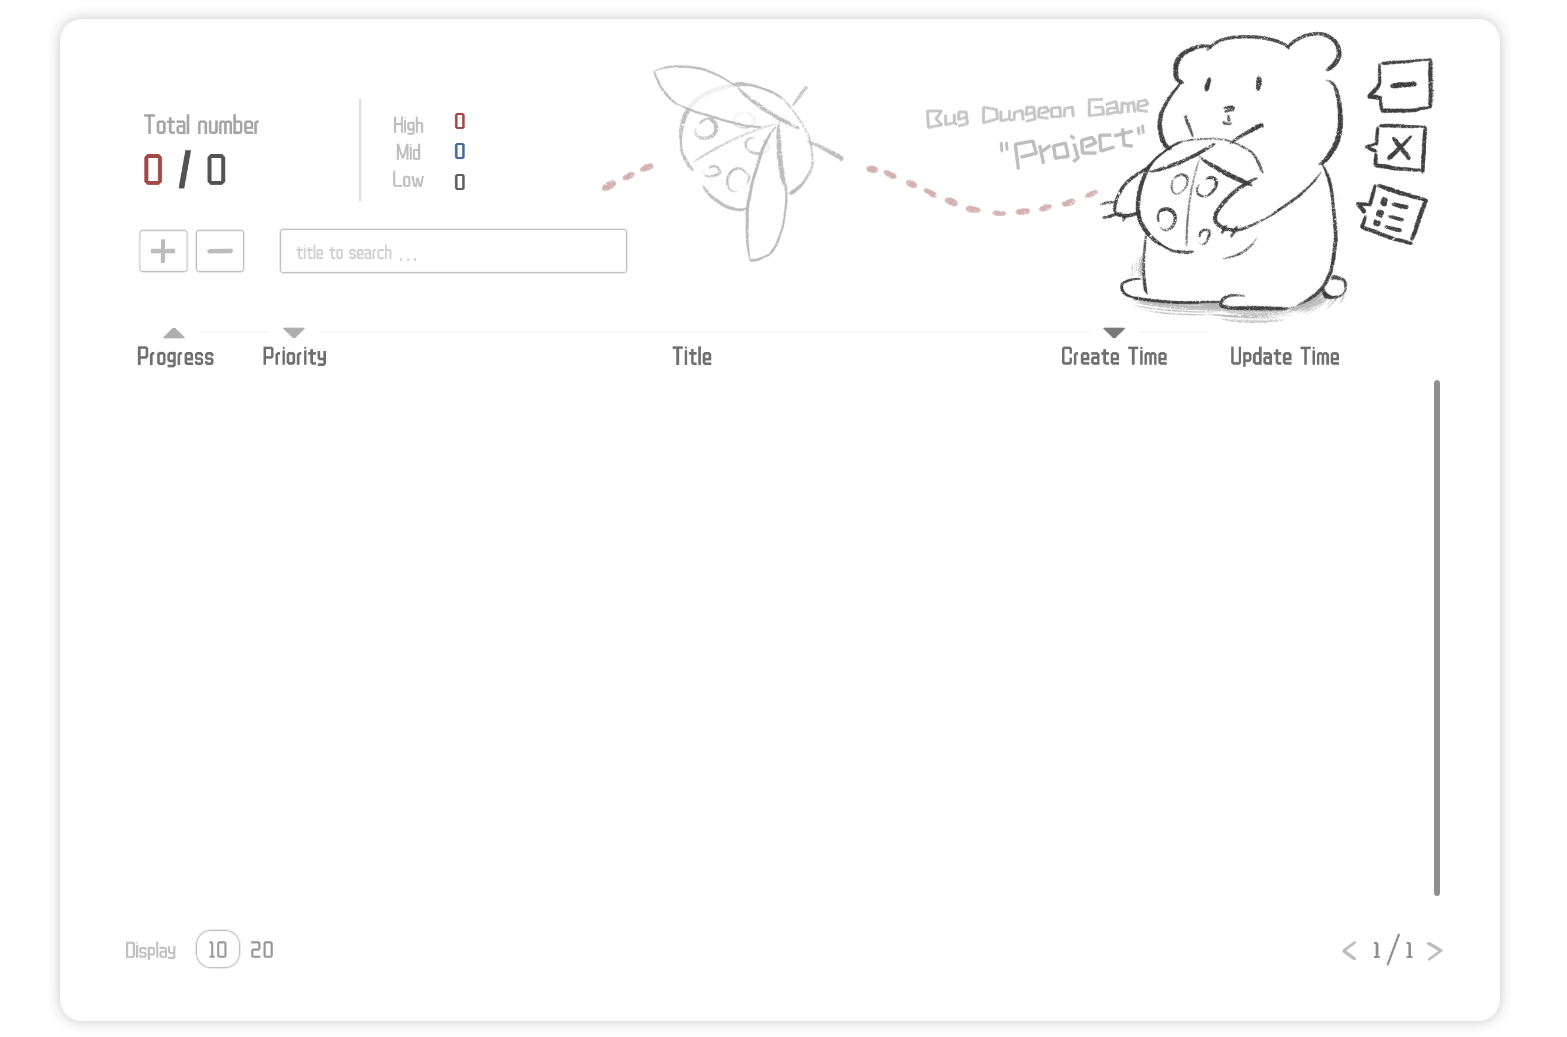 Total number
0 / 0
High 0
Mid 0
Low 0
Bug Dungeon Game
"Project"
title to search ...
Progress Priority Title Create Time Update Time
Display 10 20
< 1 / 1 >